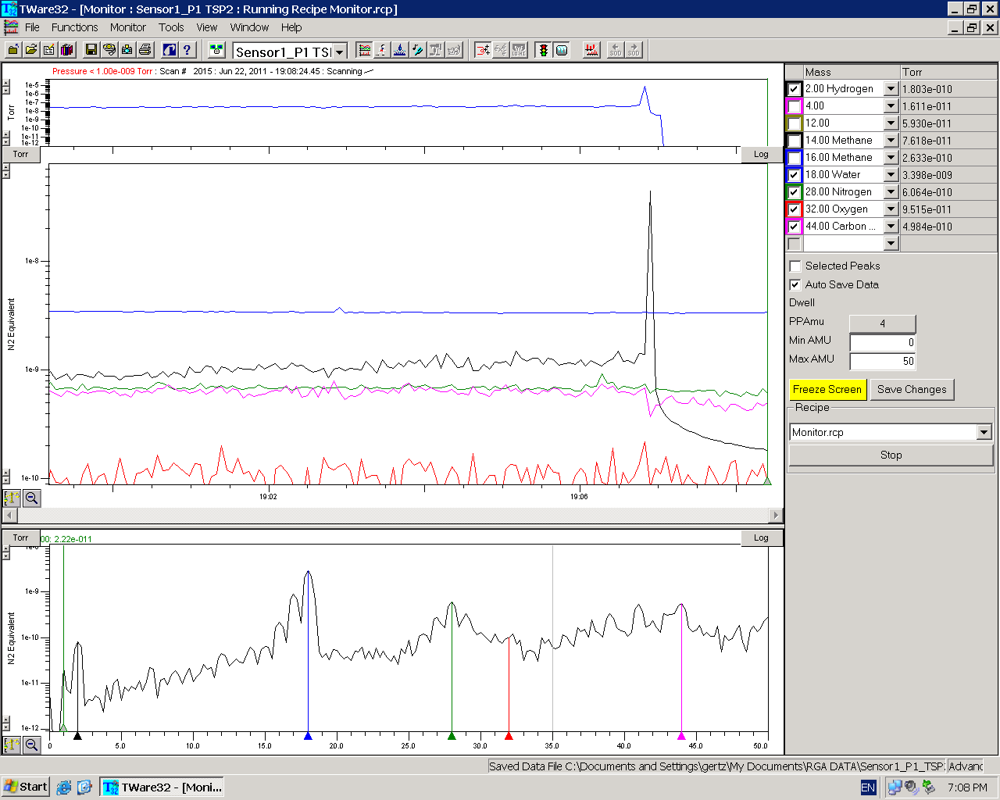 TWare32 - [Monitor : Sensor1_P1 TSP2 : Running Recipe Monitor.rcp]
File Functions Monitor Tools View Window Help
Sensor1_P1 TSI
Pressure < 1.00e-009 Torr : Scan # 2015 : Jun 22, 2011 - 19:08:24.45 : Scanning
Torr
1e-5
1e-6
1e-7
1e-8
1e-9
1e-10
1e-11
1e-12
Torr Log
N2 Equivalent
1e-8
1e-9
1e-10
19:02 19:06
Torr 00: 2.22e-011 Log
N2 Equivalent
1e-9
1e-10
1e-11
1e-12
0 5.0 10.0 15.0 20.0 25.0 30.0 35.0 40.0 45.0 50.0
Mass Torr
2.00 Hydrogen 1.803e-010
4.00 1.611e-011
12.00 5.930e-011
14.00 Methane 7.618e-011
16.00 Methane 2.633e-010
18.00 Water 3.398e-009
28.00 Nitrogen 6.064e-010
32.00 Oxygen 9.515e-011
44.00 Carbon ... 4.984e-010
Selected Peaks
Auto Save Data
Dwell
PPAmu 4
Min AMU 0
Max AMU 50
Freeze Screen Save Changes
Recipe
Monitor.rcp
Stop
Saved Data File C:\Documents and Settings\gertz\My Documents\RGA DATA\Sensor1_P1_TSP: Advanc
Start TWare32 - [Moni... EN 7:08 PM